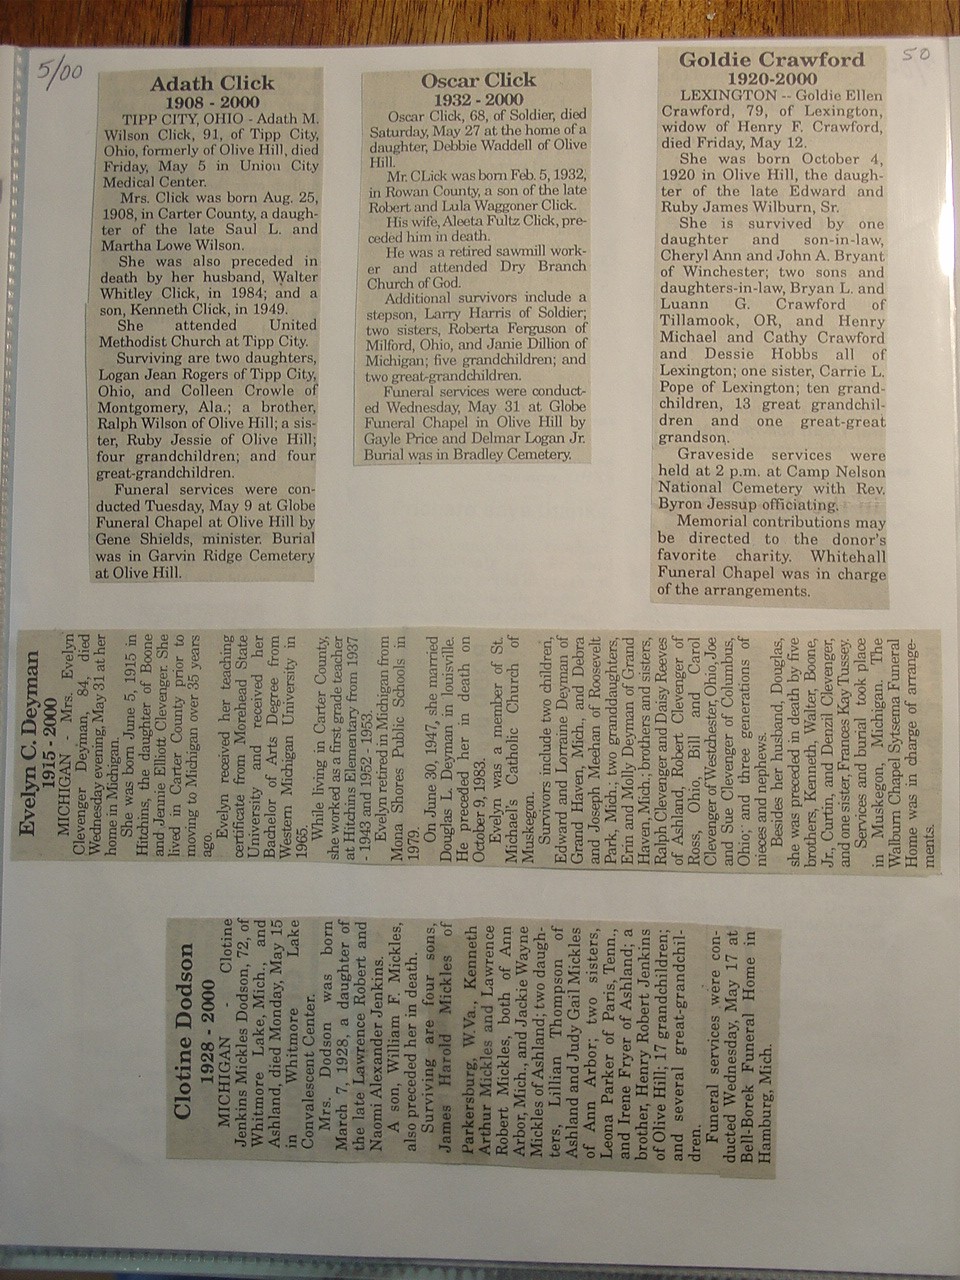 5/00
50
Adath Click
1908 - 2000
TIPP CITY, OHIO - Adath M.
Wilson Click, 91, of Tipp City,
Ohio, formerly of Olive Hill, died
Friday, May 5 in Union City
Medical Center.
Mrs. Click was born Aug. 25,
1908, in Carter County, a daugh-
ter of the late Saul L. and
Martha Lowe Wilson.
She was also preceded in
death by her husband, Walter
Whitley Click, in 1984; and a
son, Kenneth Click, in 1949.
She attended United
Methodist Church at Tipp City.
Surviving are two daughters,
Logan Jean Rogers of Tipp City,
Ohio, and Colleen Crowle of
Montgomery, Ala.; a brother,
Ralph Wilson of Olive Hill; a sis-
ter, Ruby Jessie of Olive Hill;
four grandchildren; and four
great-grandchildren.
Funeral services were con-
ducted Tuesday, May 9 at Globe
Funeral Chapel at Olive Hill by
Gene Shields, minister. Burial
was in Garvin Ridge Cemetery
at Olive Hill.
Oscar Click
1932 - 2000
Oscar Click, 68, of Soldier, died
Saturday, May 27 at the home of a
daughter, Debbie Waddell of Olive
Hill.
Mr. CLick was born Feb. 5, 1932,
in Rowan County, a son of the late
Robert and Lula Waggoner Click.
His wife, Aleeta Fultz Click, pre-
ceded him in death.
He was a retired sawmill work-
er and attended Dry Branch
Church of God.
Additional survivors include a
stepson, Larry Harris of Soldier;
two sisters, Roberta Ferguson of
Milford, Ohio, and Janie Dillion of
Michigan; five grandchildren; and
two great-grandchildren.
Funeral services were conduct-
ed Wednesday, May 31 at Globe
Funeral Chapel in Olive Hill by
Gayle Price and Delmar Logan Jr.
Burial was in Bradley Cemetery.
Goldie Crawford
1920-2000
LEXINGTON -- Goldie Ellen
Crawford, 79, of Lexington,
widow of Henry F. Crawford,
died Friday, May 12.
She was born October 4,
1920 in Olive Hill, the daugh-
ter of the late Edward and
Ruby James Wilburn, Sr.
She is survived by one
daughter and son-in-law,
Cheryl Ann and John A. Bryant
of Winchester; two sons and
daughters-in-law, Bryan L. and
Luann G. Crawford of
Tillamook, OR, and Henry
Michael and Cathy Crawford
and Dessie Hobbs all of
Lexington; one sister, Carrie L.
Pope of Lexington; ten grand-
children, 13 great grandchil-
dren and one great-great
grandson.
Graveside services were
held at 2 p.m. at Camp Nelson
National Cemetery with Rev.
Byron Jessup officiating.
Memorial contributions may
be directed to the donor's
favorite charity. Whitehall
Funeral Chapel was in charge
of the arrangements.
Evelyn C. Deyman
1915 - 2000
MICHIGAN - Mrs. Evelyn
Clevenger Deyman, 84, died
Wednesday evening, May 31 at her
home in Michigan.
She was born June 5, 1915 in
Hitchins, the daughter of Boone
and Jennie Elliott Clevenger. She
lived in Carter County prior to
moving to Michigan over 35 years
ago.
Evelyn received her teaching
certificate from Morehead State
University and received her
Bachelor of Arts Degree from
Western Michigan University in
1965.
While living in Carter County,
she worked as a first grade teacher
at Hitchins Elementary from 1937
- 1943 and 1952 - 1953.
Evelyn retired in Michigan from
Mona Shores Public Schools in
1979.
On June 30, 1947, she married
Douglas L. Deyman in louisville.
He preceded her in death on
October 9, 1983.
Evelyn was a member of St.
Michael's Catholic Church of
Muskegon.
Survivors include two children,
Edward and Lorraine Deyman of
Grand Haven, Mich., and Debra
and Joseph Meehan of Roosevelt
Park, Mich.; two granddaughters,
Erin and Molly Deyman of Grand
Haven, Mich.; brothers and sisters,
Ralph Clevenger and Daisy Reeves
of Ashland, Robert Clevenger of
Ross, Ohio, Bill and Carol
Clevenger of Westchester, Ohio, Joe
and Sue Clevenger of Columbus,
Ohio; and three generations of
nieces and nephews.
Besides her husband, Douglas,
she was preceded in death by five
brothers, Kenneth, Walter, Boone,
Jr., Curtin, and Denzil Clevenger,
and one sister, Frances Kay Tussey.
Services and burial took place
in Muskegon, Michigan. The
Walburn Chapel Sytsema Funeral
Home was in charge of arrange-
ments.
Clotine Dodson
1928 - 2000
MICHIGAN - Clotine
Jenkins Mickles Dodson, 72, of
Whitmore Lake, Mich., and
Ashland, died Monday, May 15
in Whitmore Lake
Convalescent Center.
Mrs. Dodson was born
March 7, 1928, a daughter of
the late Lawrence Robert and
Naomi Alexander Jenkins.
A son, William F. Mickles,
also preceded her in death.
Surviving are four sons,
James Harold Mickles of
Parkersburg, W.Va., Kenneth
Arthur Mickles and Lawrence
Robert Mickles, both of Ann
Arbor, Mich., and Jackie Wayne
Mickles of Ashland; two daugh-
ters, Lillian Thompson of
Ashland and Judy Gail Mickles
of Ann Arbor; two sisters,
Leona Parker of Paris, Tenn.,
and Irene Fryer of Ashland; a
brother, Henry Robert Jenkins
of Olive Hill; 17 grandchildren;
and several great-grandchil-
dren.
Funeral services were con-
ducted Wednesday, May 17 at
Bell-Borek Funeral Home in
Hamburg, Mich.